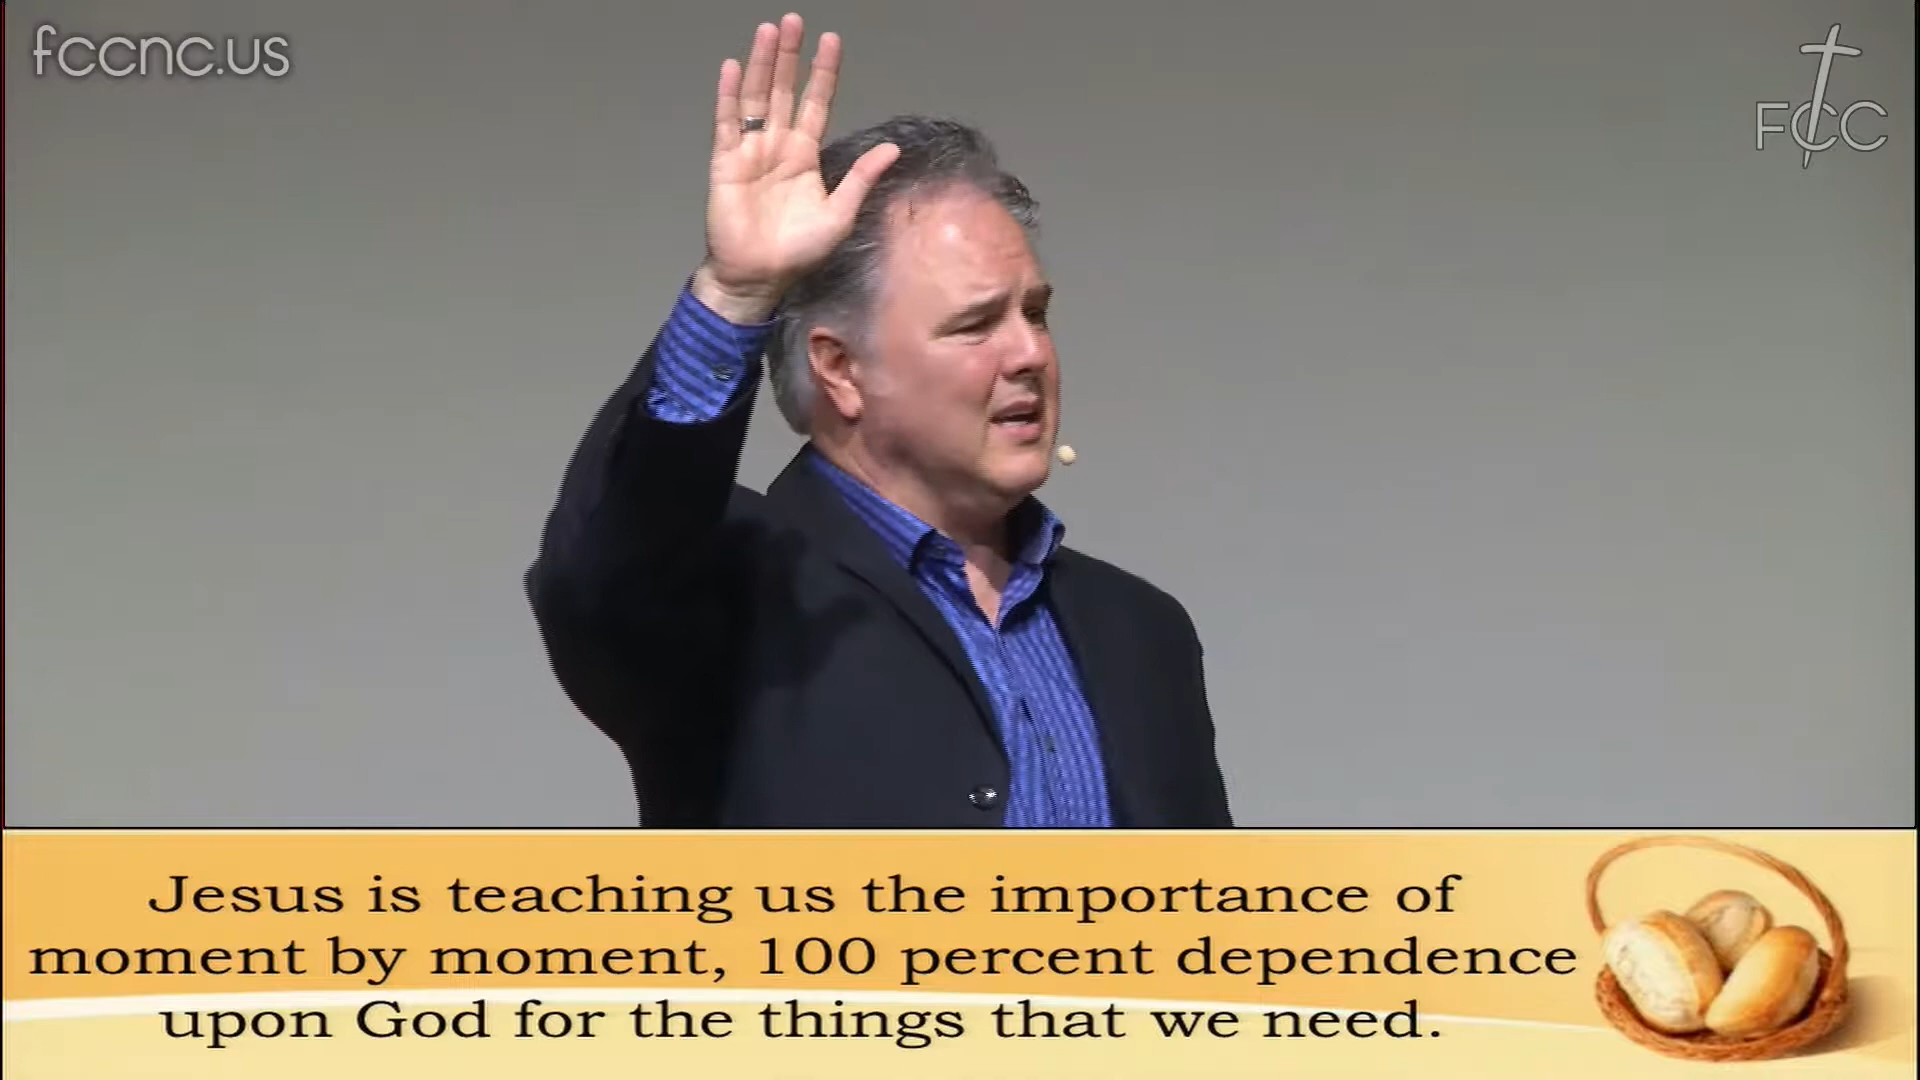 fccnc.us
FCC
Jesus is teaching us the importance of
moment by moment, 100 percent dependence
upon God for the things that we need.